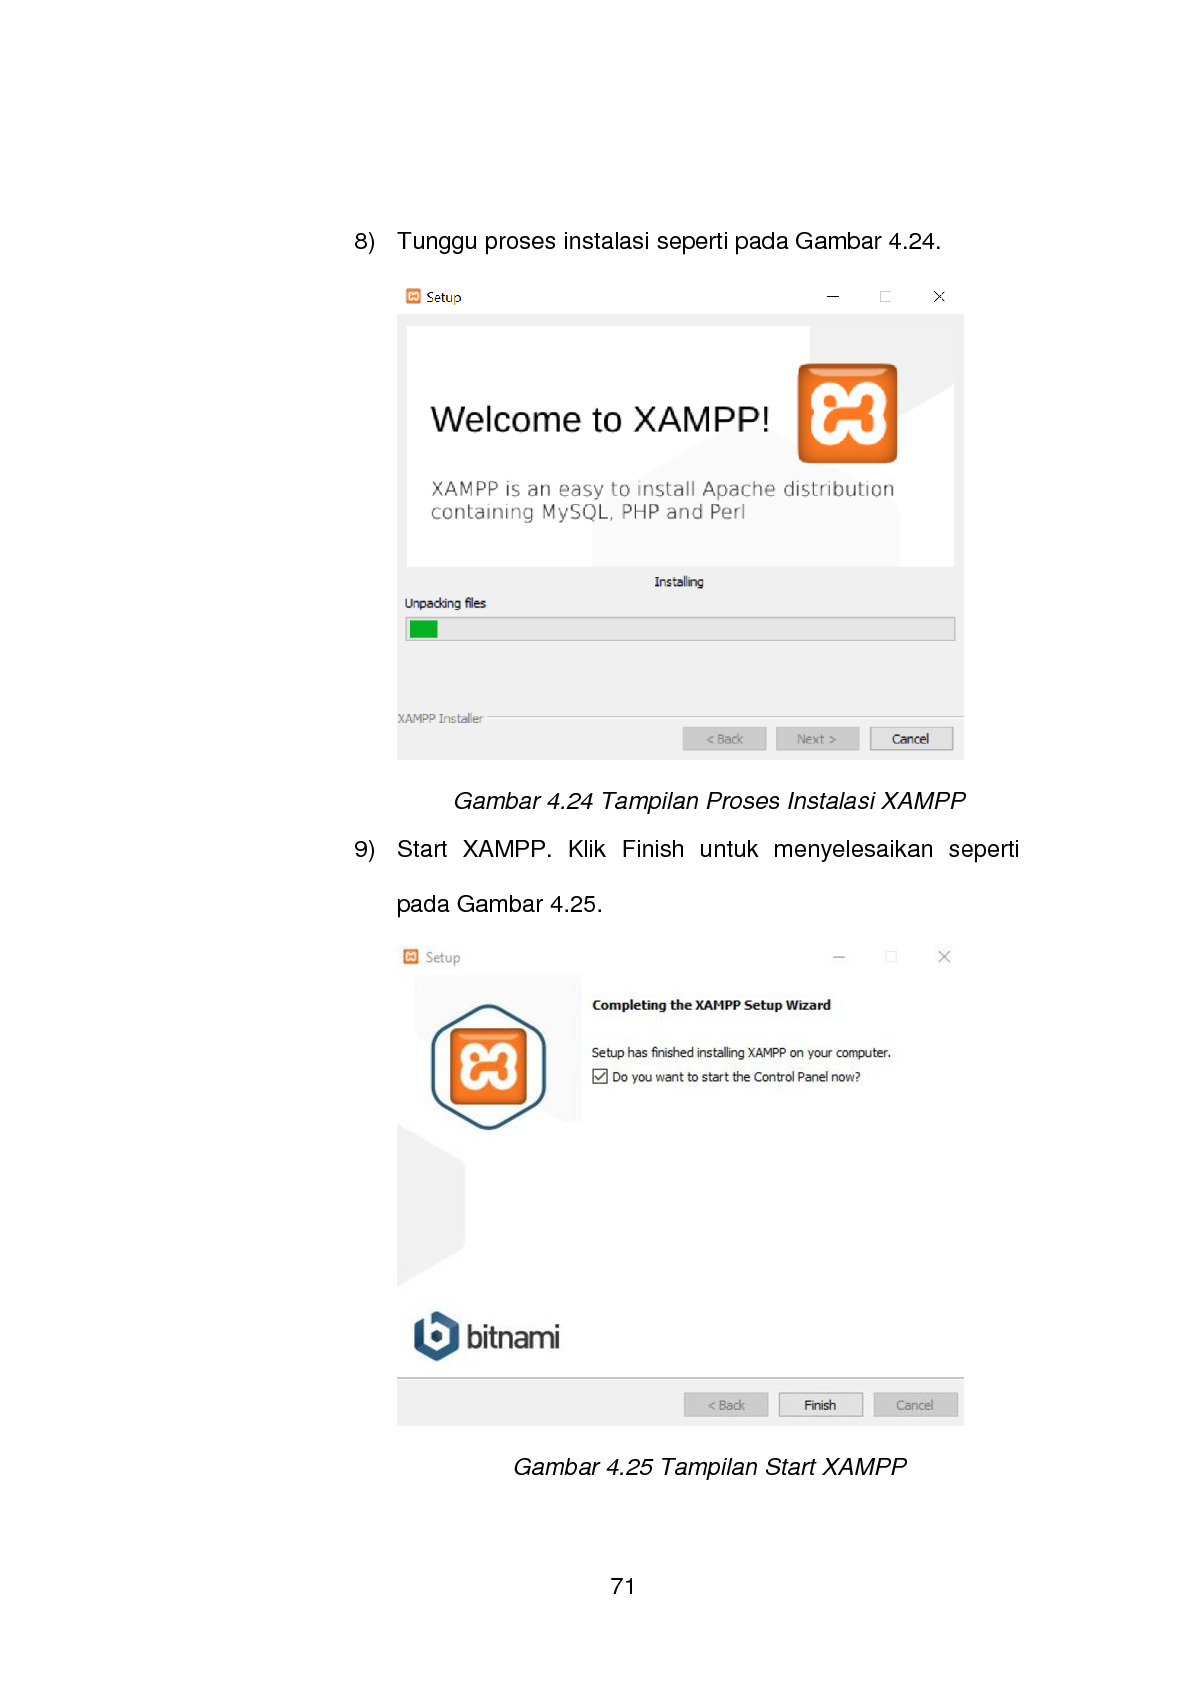 8) Tunggu proses instalasi seperti pada Gambar 4.24.
Setup
Welcome to XAMPP!
XAMPP is an easy to install Apache distribution
containing MySQL, PHP and Perl
Installing
Unpacking files
XAMPP Installer
< Back Next > Cancel
Gambar 4.24 Tampilan Proses Instalasi XAMPP
9) Start XAMPP. Klik Finish untuk menyelesaikan seperti
pada Gambar 4.25.
Setup
Completing the XAMPP Setup Wizard
Setup has finished installing XAMPP on your computer.
Do you want to start the Control Panel now?
bitnami
< Back Finish Cancel
Gambar 4.25 Tampilan Start XAMPP
71